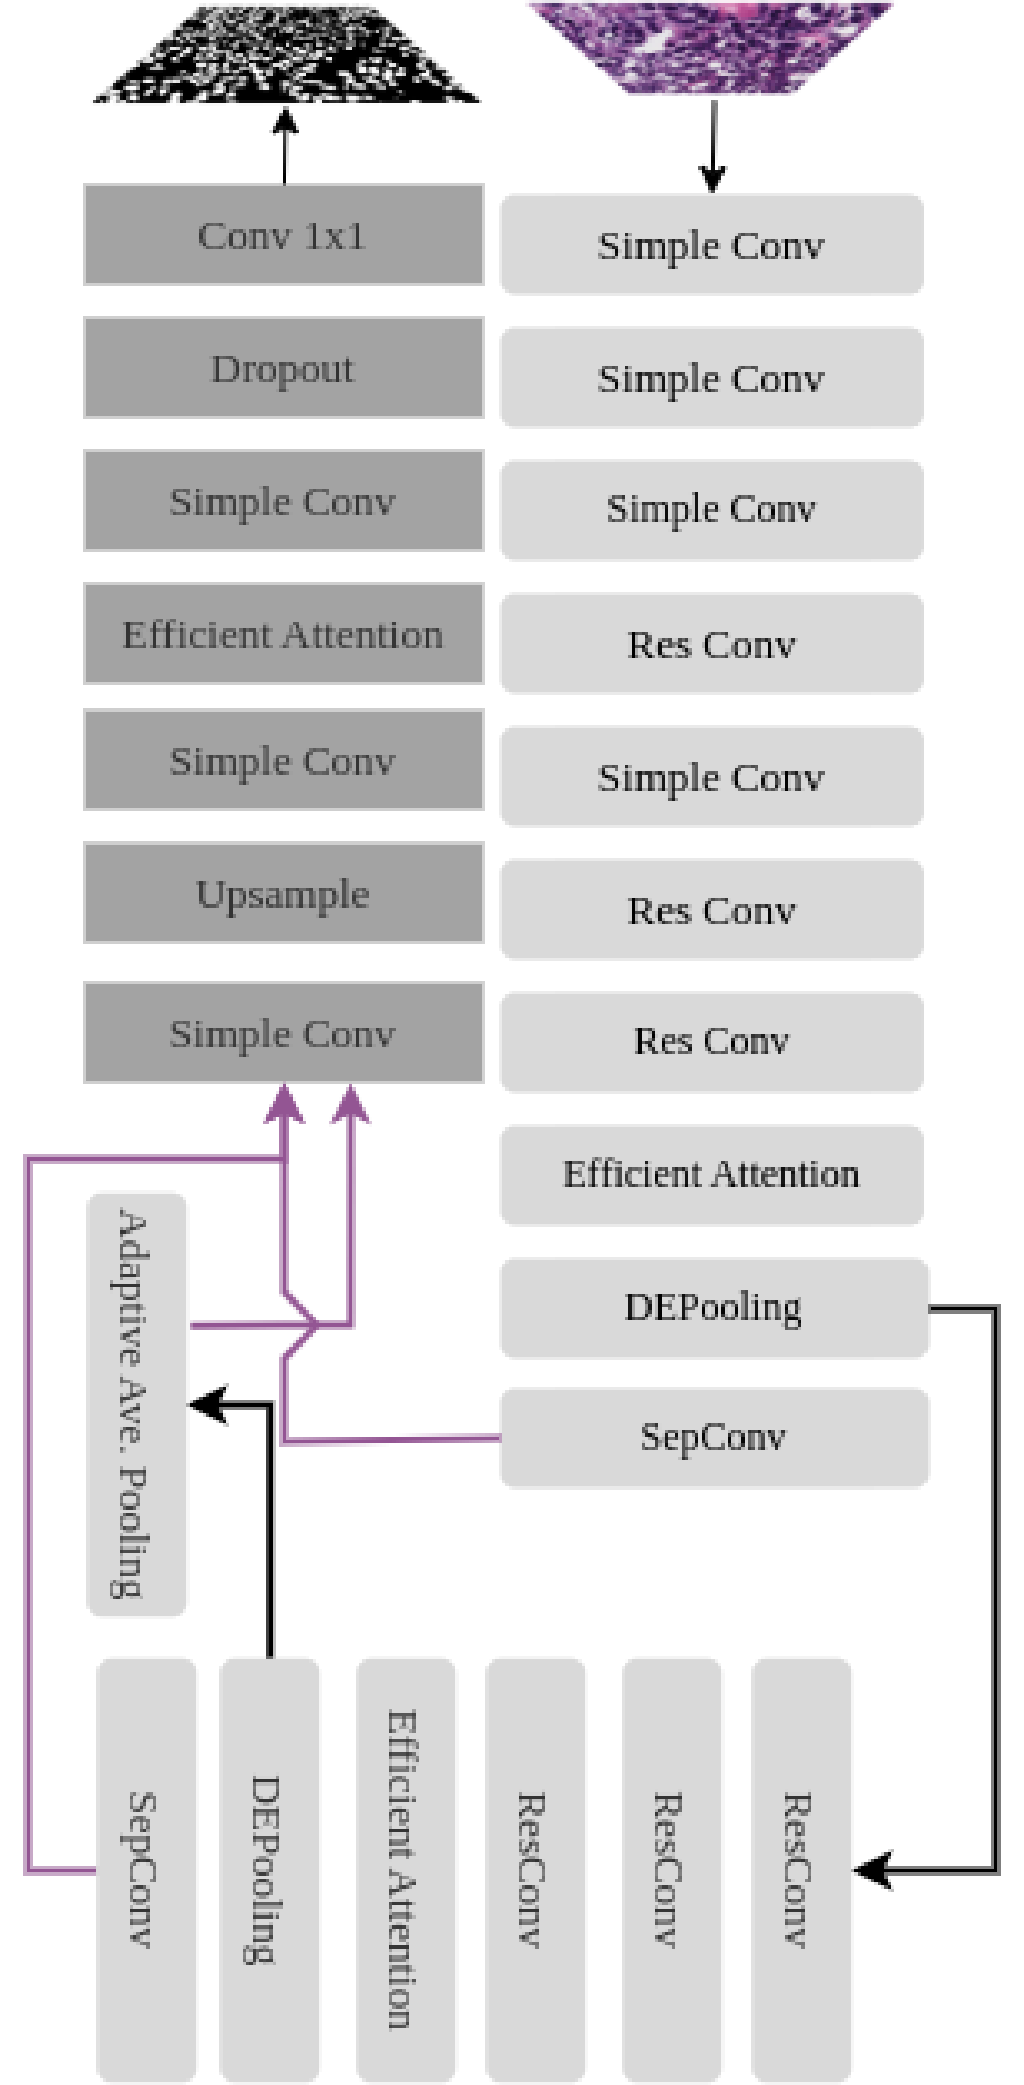 Conv 1x1
Dropout
Simple Conv
Efficient Attention
Simple Conv
Upsample
Simple Conv
Simple Conv
Simple Conv
Simple Conv
Res Conv
Simple Conv
Res Conv
Res Conv
Efficient Attention
DEPooling
SepConv
Adaptive Ave. Pooling
SepConv
DEPooling
Efficient Attention
ResConv
ResConv
ResConv